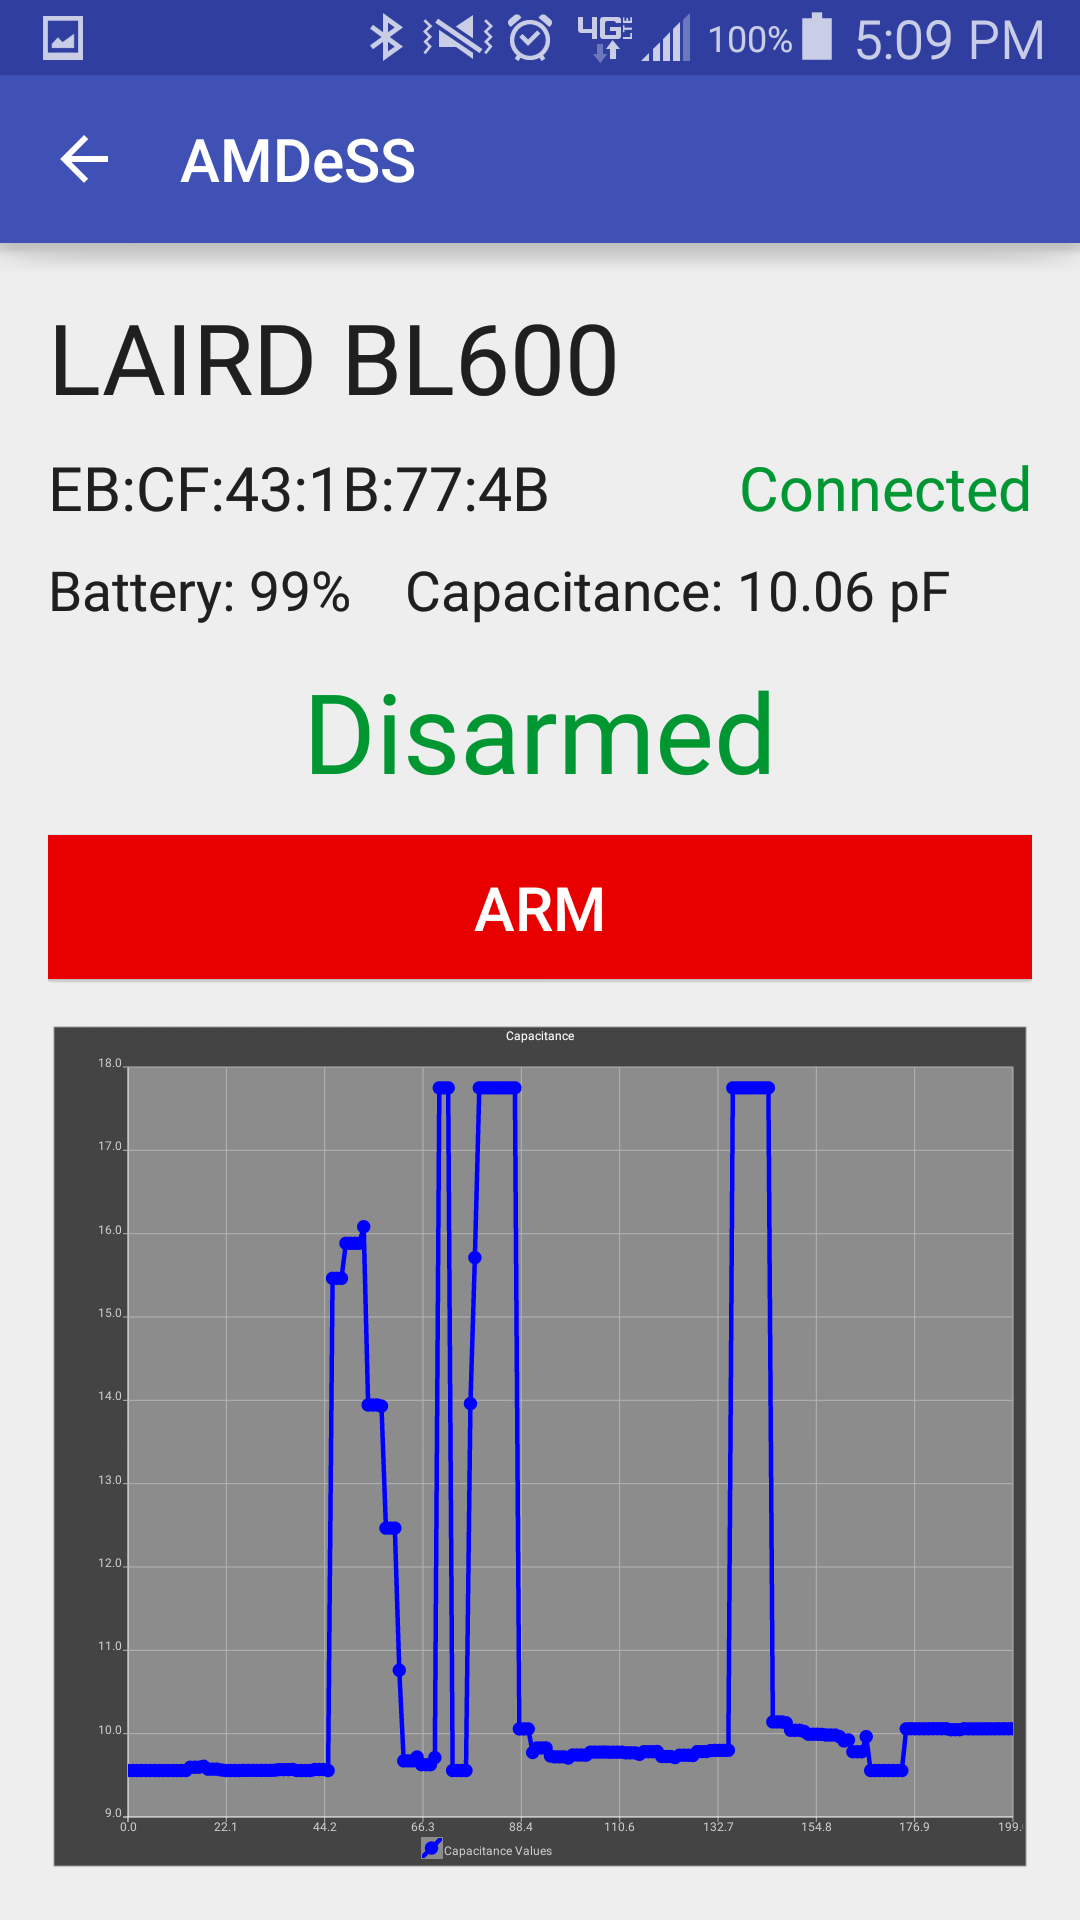 4G LTE 100% 5:09 PM
AMDeSS
LAIRD BL600
EB:CF:43:1B:77:4B Connected
Battery: 99% Capacitance: 10.06 pF
Disarmed
ARM
Capacitance
18.0
17.0
16.0
15.0
14.0
13.0
12.0
11.0
10.0
9.0
0.0 22.1 44.2 66.3 88.4 110.6 132.7 154.8 176.9 199.
Capacitance Values